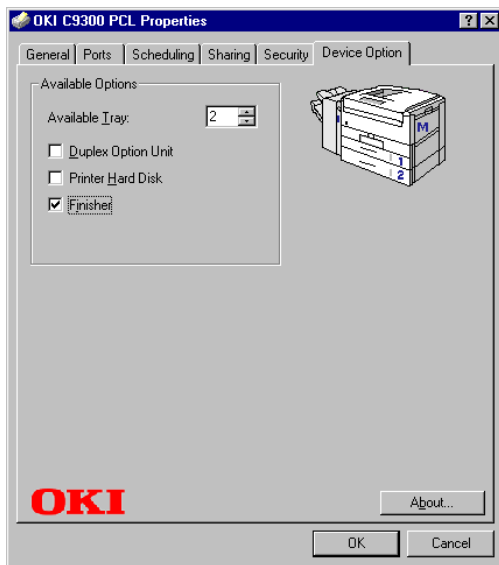 OKI C9300 PCL Properties
General Ports Scheduling Sharing Security Device Option
Available Options
Available Tray: 2
Duplex Option Unit
Printer Hard Disk
Finisher
M
1
2
OKI
About...
OK Cancel